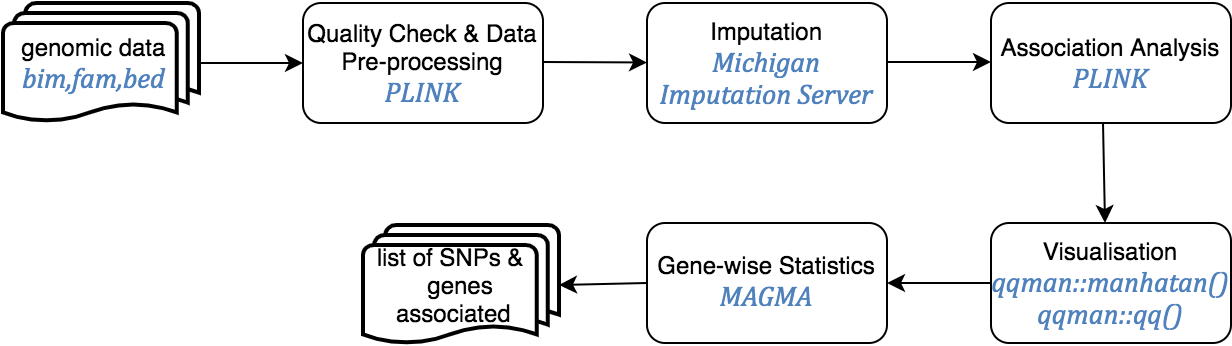 genomic data
bim,fam,bed
Quality Check & Data
Pre-processing
PLINK
Imputation
Michigan
Imputation Server
Association Analysis
PLINK
Visualisation
qqman::manhatan()
qqman::qq()
Gene-wise Statistics
MAGMA
list of SNPs &
genes
associated